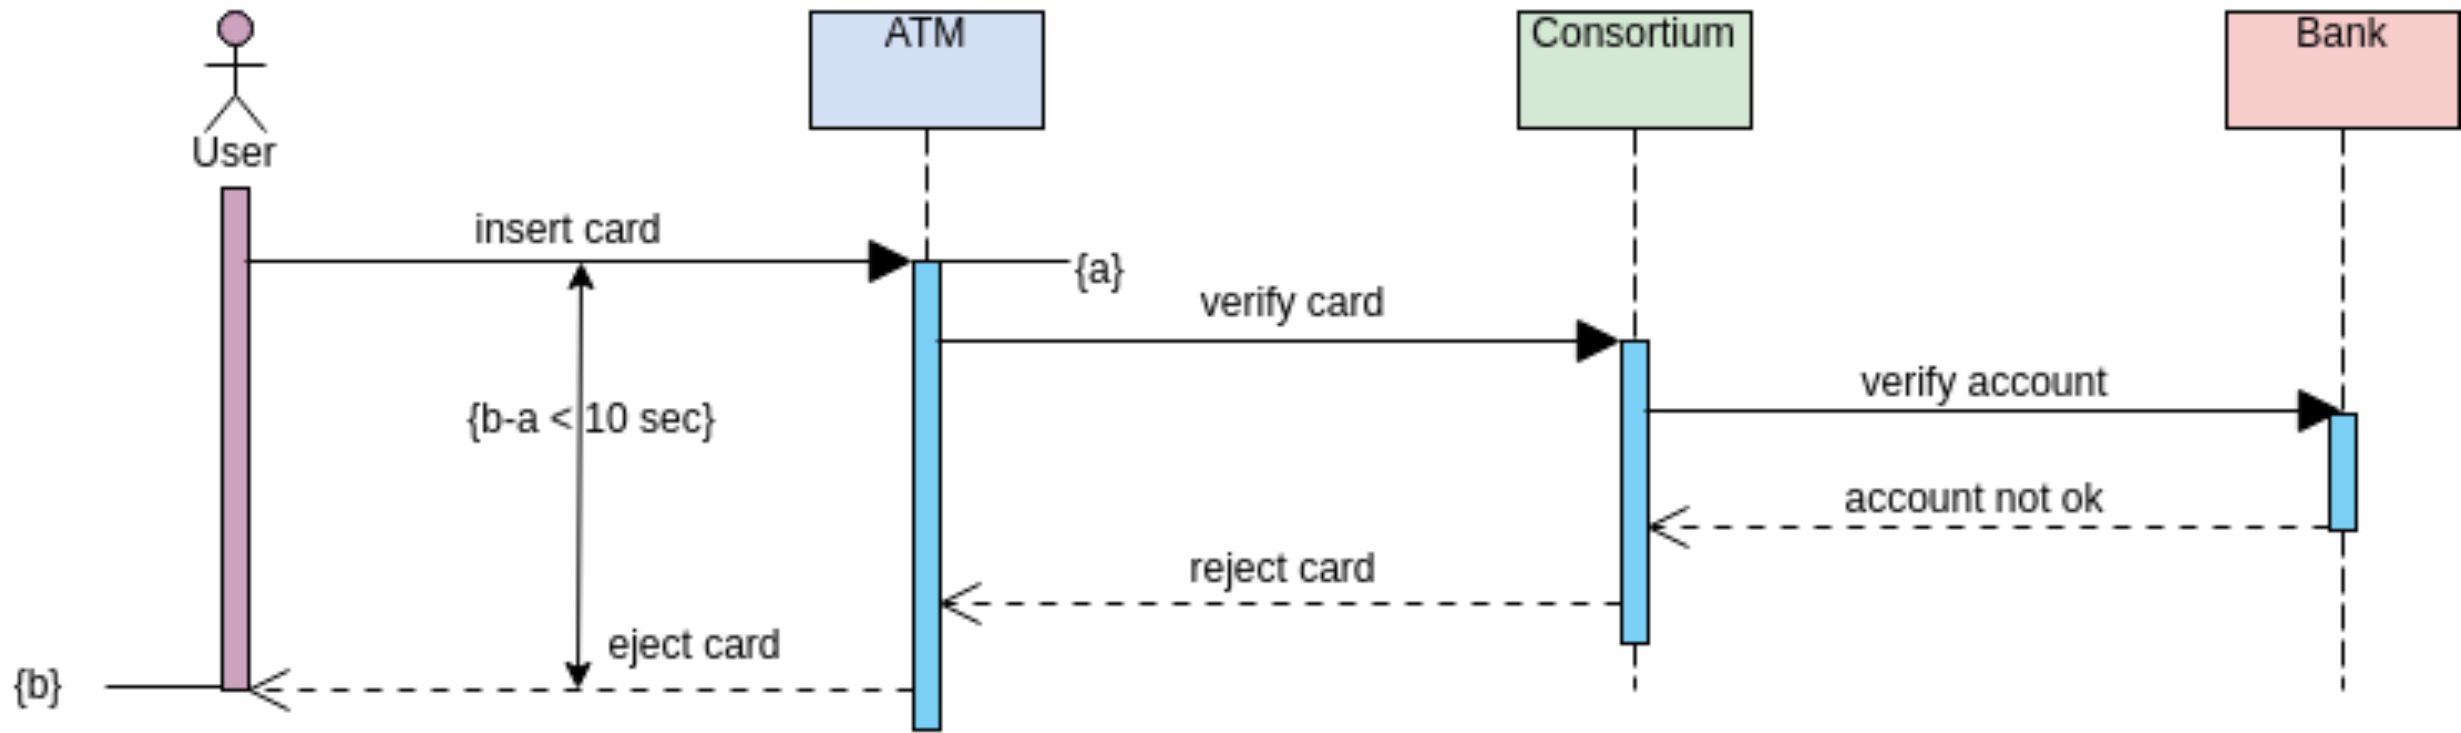 ATM
Consortium
Bank
User
insert card
{a}
verify card
verify account
{b-a < 10 sec}
account not ok
reject card
eject card
{b}